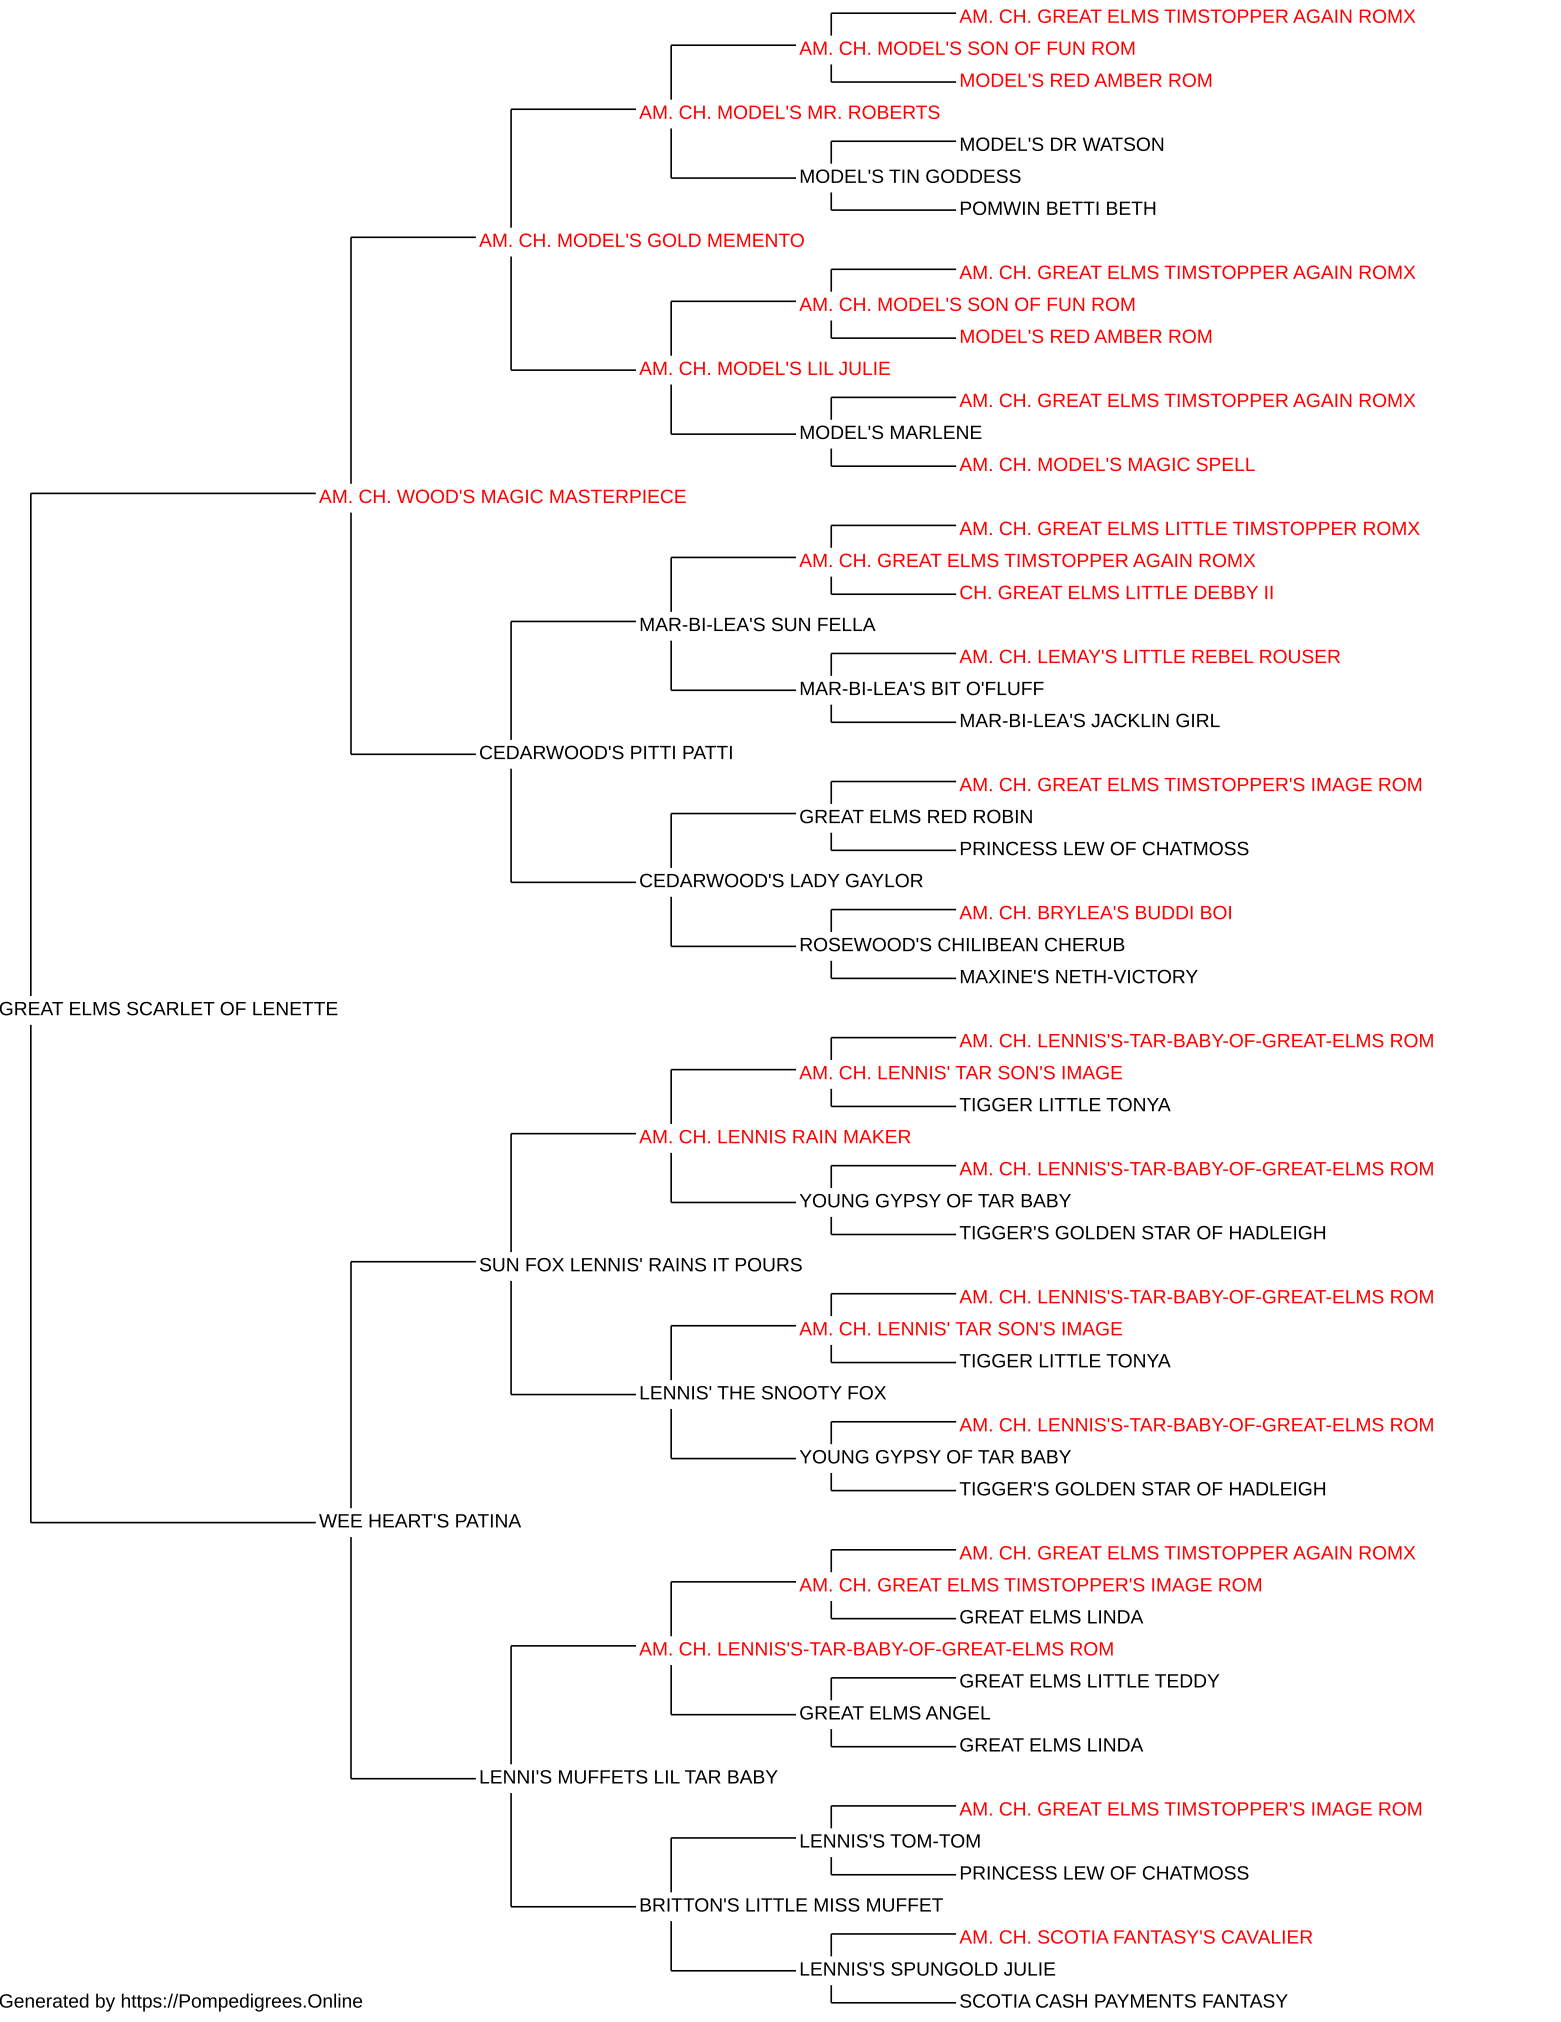 AM. CH. GREAT ELMS TIMSTOPPER AGAIN ROMX
AM. CH. MODEL'S SON OF FUN ROM
MODEL'S RED AMBER ROM
AM. CH. MODEL'S MR. ROBERTS
MODEL'S DR WATSON
MODEL'S TIN GODDESS
POMWIN BETTI BETH
AM. CH. MODEL'S GOLD MEMENTO
AM. CH. GREAT ELMS TIMSTOPPER AGAIN ROMX
AM. CH. MODEL'S SON OF FUN ROM
MODEL'S RED AMBER ROM
AM. CH. MODEL'S LIL JULIE
AM. CH. GREAT ELMS TIMSTOPPER AGAIN ROMX
MODEL'S MARLENE
AM. CH. MODEL'S MAGIC SPELL
AM. CH. WOOD'S MAGIC MASTERPIECE
AM. CH. GREAT ELMS LITTLE TIMSTOPPER ROMX
AM. CH. GREAT ELMS TIMSTOPPER AGAIN ROMX
CH. GREAT ELMS LITTLE DEBBY II
MAR-BI-LEA'S SUN FELLA
AM. CH. LEMAY'S LITTLE REBEL ROUSER
MAR-BI-LEA'S BIT O'FLUFF
MAR-BI-LEA'S JACKLIN GIRL
CEDARWOOD'S PITTI PATTI
AM. CH. GREAT ELMS TIMSTOPPER'S IMAGE ROM
GREAT ELMS RED ROBIN
PRINCESS LEW OF CHATMOSS
CEDARWOOD'S LADY GAYLOR
AM. CH. BRYLEA'S BUDDI BOI
ROSEWOOD'S CHILIBEAN CHERUB
MAXINE'S NETH-VICTORY
GREAT ELMS SCARLET OF LENETTE
AM. CH. LENNIS'S-TAR-BABY-OF-GREAT-ELMS ROM
AM. CH. LENNIS' TAR SON'S IMAGE
TIGGER LITTLE TONYA
AM. CH. LENNIS RAIN MAKER
AM. CH. LENNIS'S-TAR-BABY-OF-GREAT-ELMS ROM
YOUNG GYPSY OF TAR BABY
TIGGER'S GOLDEN STAR OF HADLEIGH
SUN FOX LENNIS' RAINS IT POURS
AM. CH. LENNIS'S-TAR-BABY-OF-GREAT-ELMS ROM
AM. CH. LENNIS' TAR SON'S IMAGE
TIGGER LITTLE TONYA
LENNIS' THE SNOOTY FOX
AM. CH. LENNIS'S-TAR-BABY-OF-GREAT-ELMS ROM
YOUNG GYPSY OF TAR BABY
TIGGER'S GOLDEN STAR OF HADLEIGH
WEE HEART'S PATINA
AM. CH. GREAT ELMS TIMSTOPPER AGAIN ROMX
AM. CH. GREAT ELMS TIMSTOPPER'S IMAGE ROM
GREAT ELMS LINDA
AM. CH. LENNIS'S-TAR-BABY-OF-GREAT-ELMS ROM
GREAT ELMS LITTLE TEDDY
GREAT ELMS ANGEL
GREAT ELMS LINDA
LENNI'S MUFFETS LIL TAR BABY
AM. CH. GREAT ELMS TIMSTOPPER'S IMAGE ROM
LENNIS'S TOM-TOM
PRINCESS LEW OF CHATMOSS
BRITTON'S LITTLE MISS MUFFET
AM. CH. SCOTIA FANTASY'S CAVALIER
LENNIS'S SPUNGOLD JULIE
SCOTIA CASH PAYMENTS FANTASY
Generated by https://Pompedigrees.Online